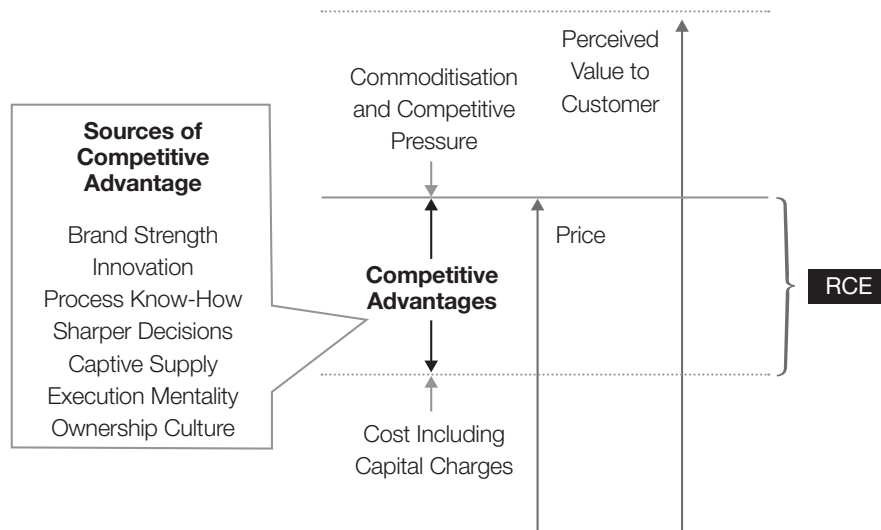 Sources of
Competitive
Advantage
Brand Strength
Innovation
Process Know-How
Sharper Decisions
Captive Supply
Execution Mentality
Ownership Culture
Commoditisation
and Competitive
Pressure
Competitive
Advantages
Cost Including
Capital Charges
Price
Perceived
Value to
Customer
RCE